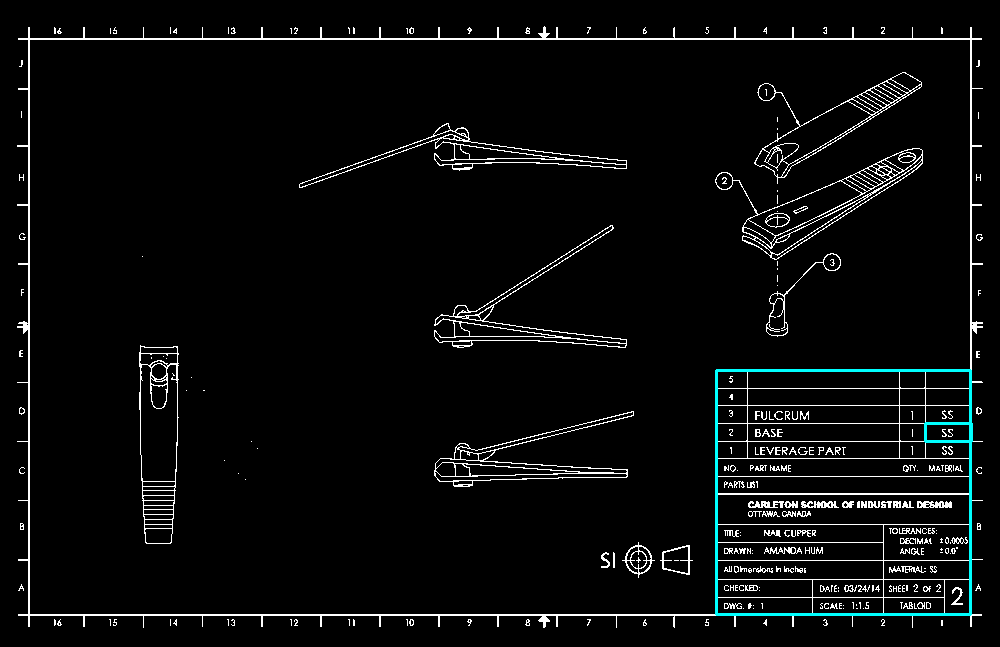 16 15 14 13 12 11 10 9 8 7 6 5 4 3 2 1
J J
I I
H H
G G
F F
E E
D D
C C
B B
A A
1
2
3
5
4
3 FULCRUM 1 SS
2 BASE 1 SS
1 LEVERAGE PART 1 SS
NO. PART NAME QTY. MATERIAL
PARTS LIST
CARLETON SCHOOL OF INDUSTRIAL DESIGN
OTTAWA, CANADA
TITLE: NAIL CLIPPER
TOLERANCES:
DECIMAL ±0.0005
ANGLE ±0.0°
DRAWN: AMANDA HUM
All Dimensions in Inches
MATERIAL: SS
CHECKED:
DATE: 03/24/14
SHEET 2 OF 2
2
DWG. #: 1
SCALE: 1:1.5
TABLOID
SI
16 15 14 13 12 11 10 9 8 7 6 5 4 3 2 1